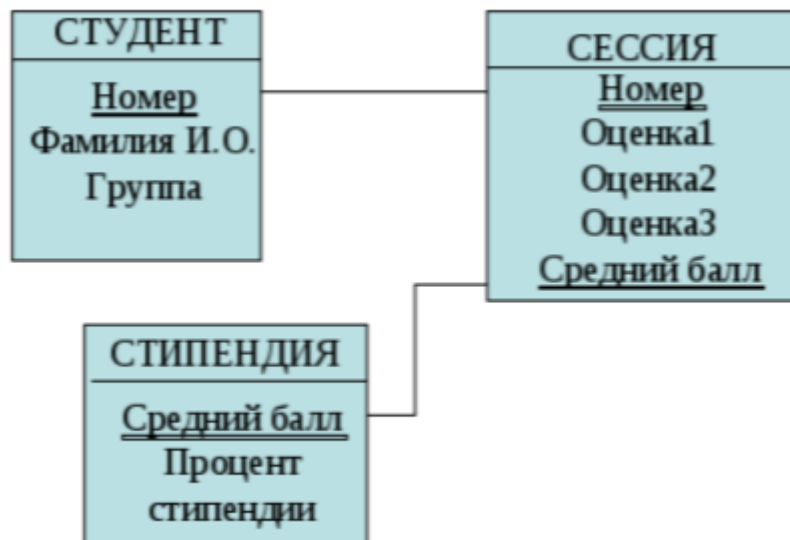 СТУДЕНТ
Номер
Фамилия И.О.
Группа
СЕССИЯ
Номер
Оценка1
Оценка2
Оценка3
Средний балл
СТИПЕНДИЯ
Средний балл
Процент
стипендии